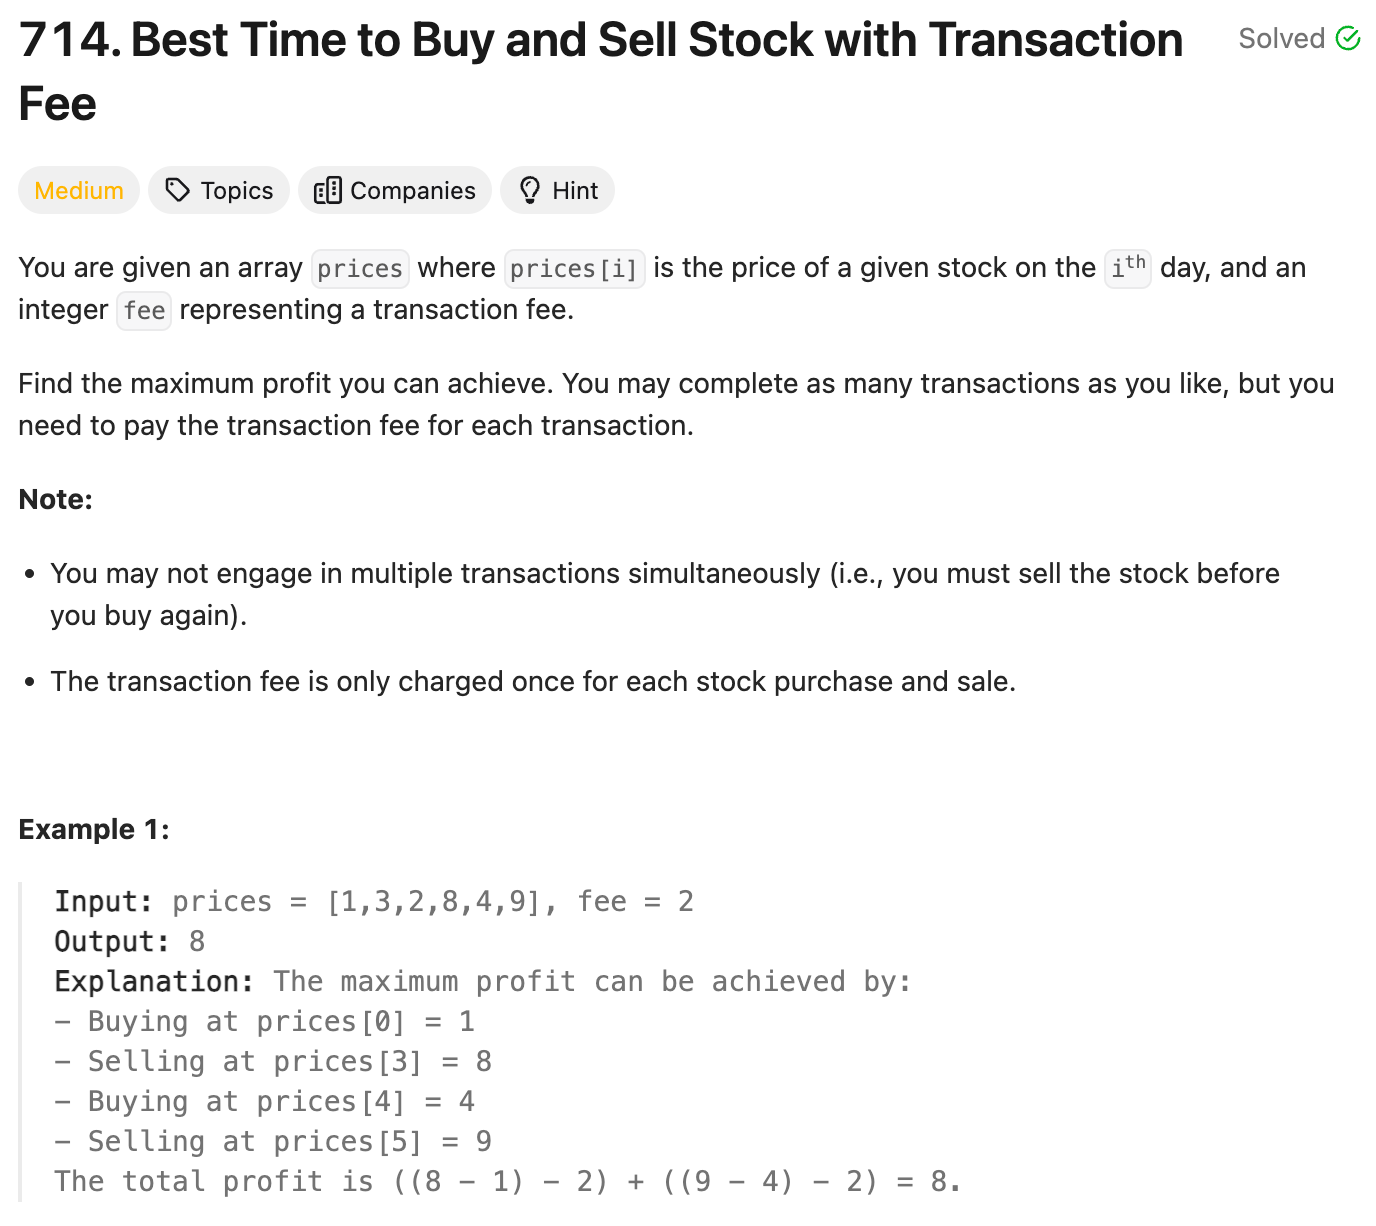 714. Best Time to Buy and Sell Stock with Transaction
Fee
Solved
Medium
Topics
Companies
Hint
You are given an array prices where prices[i] is the price of a given stock on the ith day, and an
integer fee representing a transaction fee.
Find the maximum profit you can achieve. You may complete as many transactions as you like, but you
need to pay the transaction fee for each transaction.
Note:
• You may not engage in multiple transactions simultaneously (i.e., you must sell the stock before
you buy again).
• The transaction fee is only charged once for each stock purchase and sale.
Example 1:
Input: prices = [1,3,2,8,4,9], fee = 2
Output: 8
Explanation: The maximum profit can be achieved by:
- Buying at prices[0] = 1
- Selling at prices[3] = 8
- Buying at prices[4] = 4
- Selling at prices[5] = 9
The total profit is ((8 - 1) - 2) + ((9 - 4) - 2) = 8.